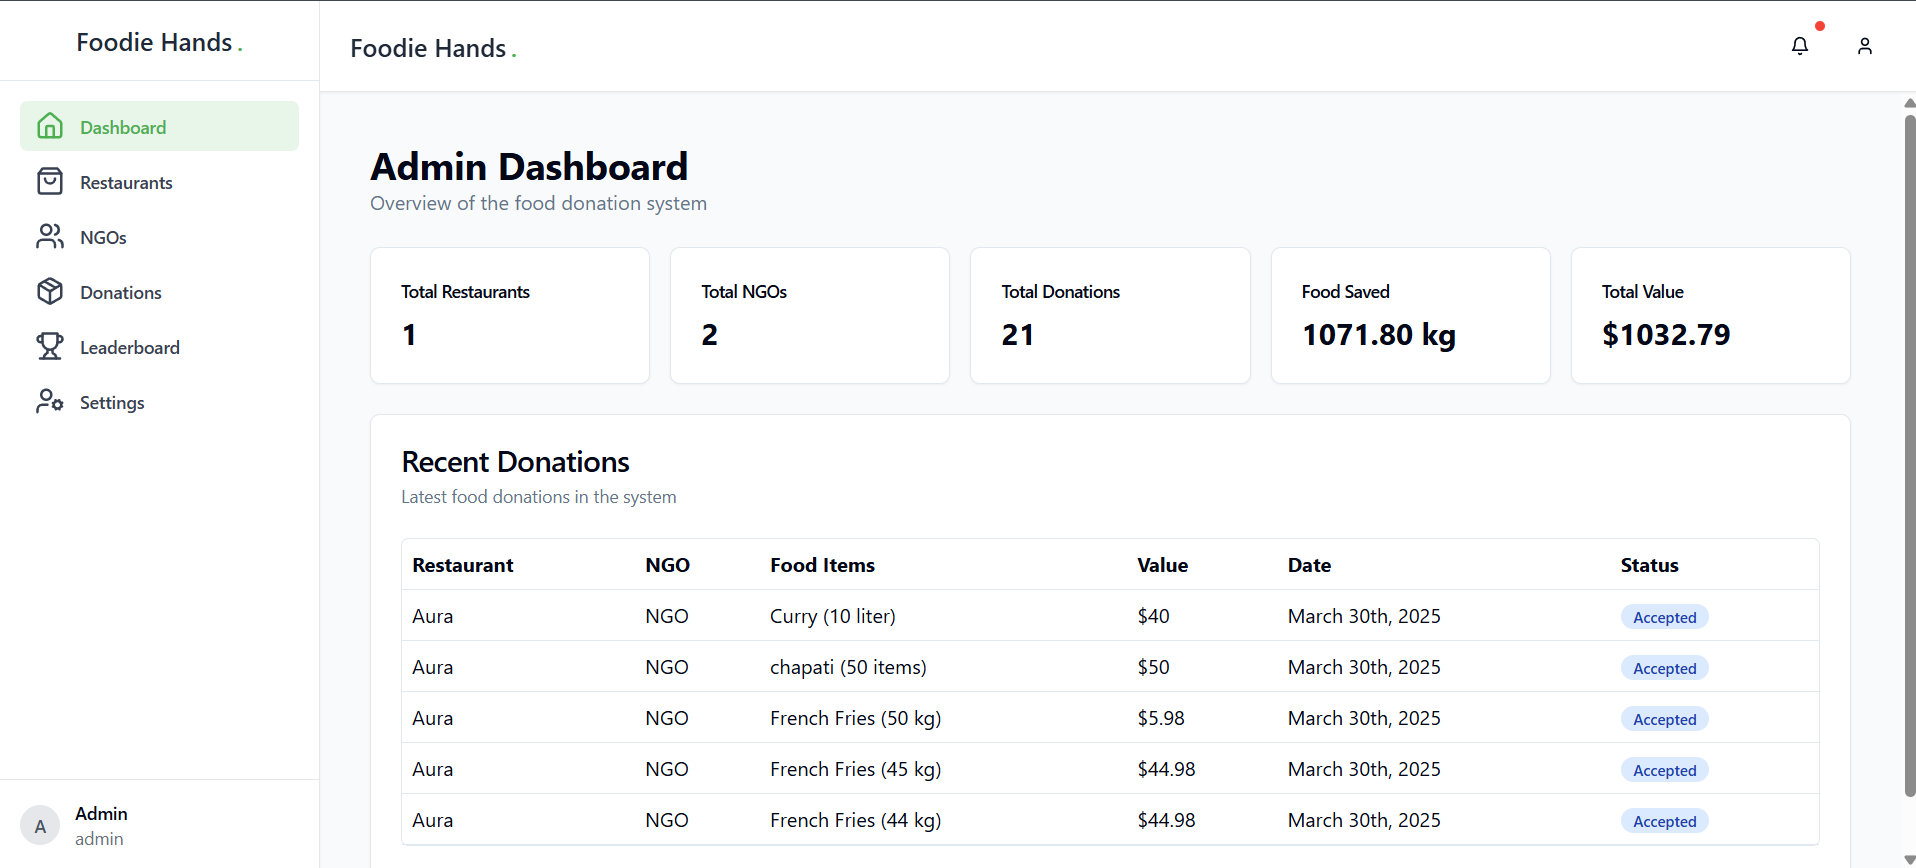 Foodie Hands.
Foodie Hands.
Dashboard
Restaurants
NGOs
Donations
Leaderboard
Settings
A
Admin
admin
Admin Dashboard
Overview of the food donation system
Total Restaurants
1
Total NGOs
2
Total Donations
21
Food Saved
1071.80 kg
Total Value
$1032.79
Recent Donations
Latest food donations in the system
Restaurant NGO Food Items Value Date Status
Aura NGO Curry (10 liter) $40 March 30th, 2025 Accepted
Aura NGO chapati (50 items) $50 March 30th, 2025 Accepted
Aura NGO French Fries (50 kg) $5.98 March 30th, 2025 Accepted
Aura NGO French Fries (45 kg) $44.98 March 30th, 2025 Accepted
Aura NGO French Fries (44 kg) $44.98 March 30th, 2025 Accepted